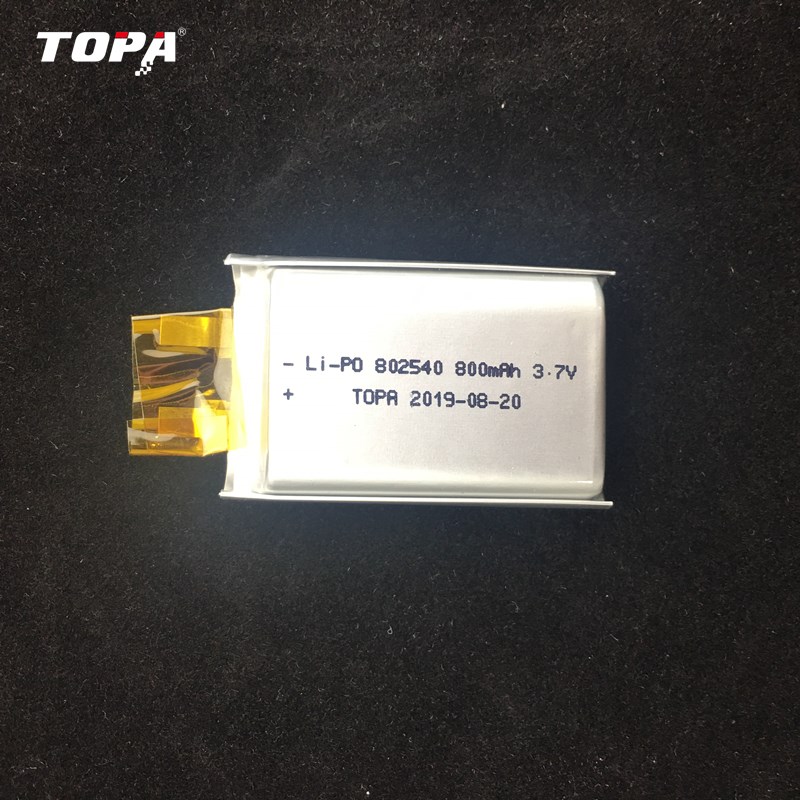 TOPA®
- Li-PO 802540 800mAh 3.7V
+ TOPA 2019-08-20